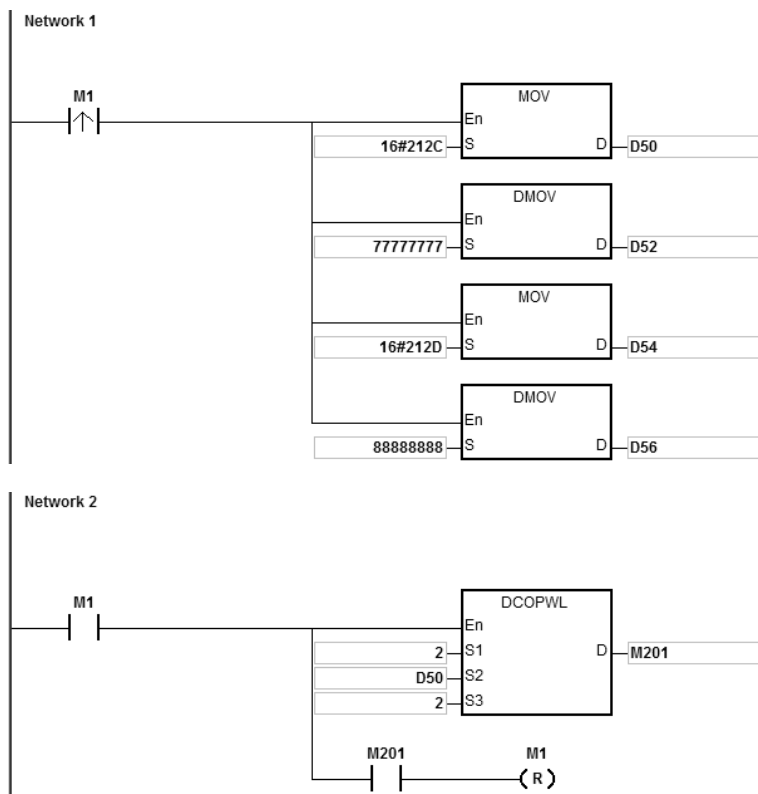 Network 1
M1
MOV
En
16#212C S D D50
DMOV
En
77777777 S D D52
MOV
En
16#212D S D D54
DMOV
En
88888888 S D D56
Network 2
M1
DCOPWL
En
2 S1 D M201
D50 S2
2 S3
M201 M1
( R )